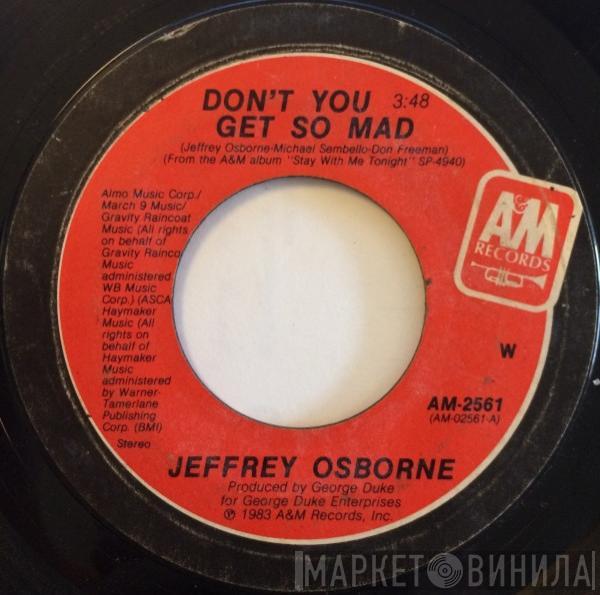 DON'T YOU 3:48
GET SO MAD
(Jeffrey Osborne-Michael Sembello-Don Freeman)
(From the A&M album "Stay With Me Tonight" SP-4940)
Almo Music Corp./
March 9 Music/
Gravity Raincoat
Music (All rights
on behalf of
Gravity Rainco
Music
administered
WB Music
Corp.) (ASCA
Haymaker
Music (All
rights on
behalf of
Haymaker
Music
administered
by Warner-
Tamerlane
Publishing
Corp. (BMI)
Stereo
A&M
RECORDS
W
AM-2561
(AM-02561-A)
JEFFREY OSBORNE
Produced by George Duke
for George Duke Enterprises
℗ 1983 A&M Records, Inc.
МАРКЕТ ВИНИЛА